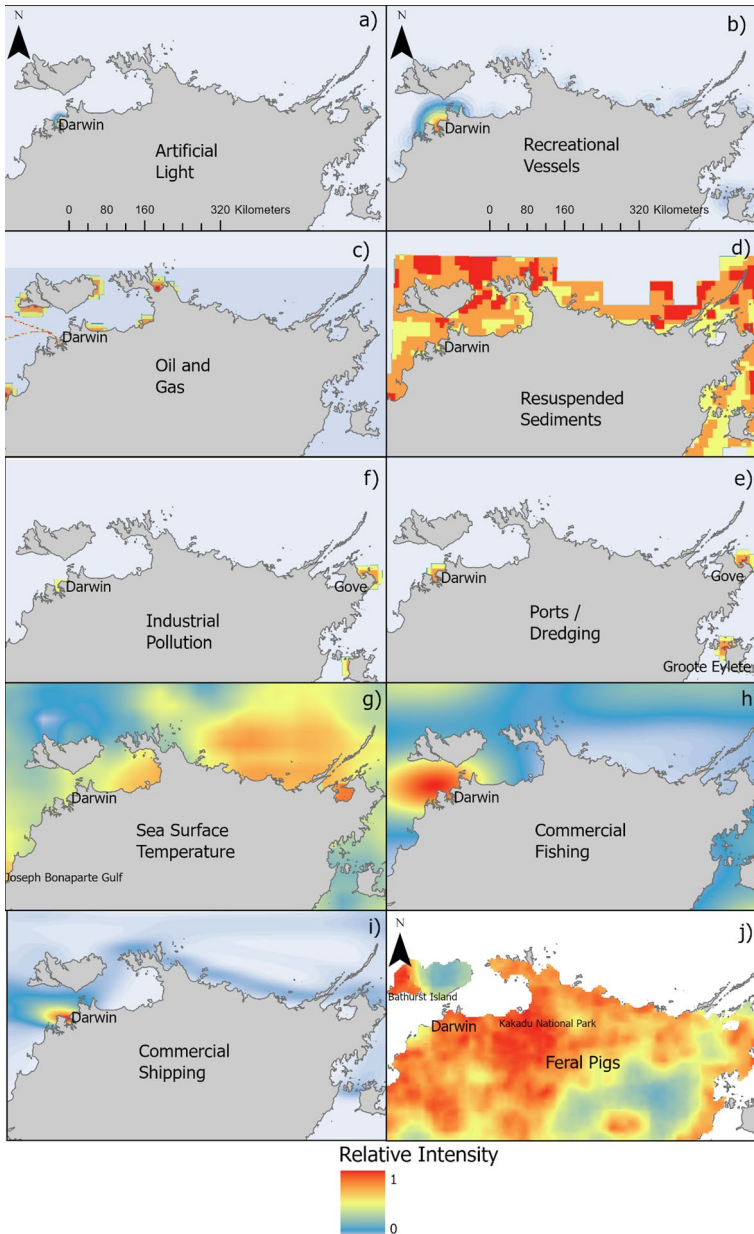 N
a)
Darwin
Artificial
Light
0 80 160 320 Kilometers
N
b)
Darwin
Recreational
Vessels
0 80 160 320 Kilometers
c)
Darwin
Oil and
Gas
d)
Darwin
Resuspended
Sediments
f)
Darwin
Gove
Industrial
Pollution
e)
Darwin
Gove
Ports /
Dredging
Groote Eylete
g)
Darwin
Sea Surface
Temperature
Joseph Bonaparte Gulf
h)
Darwin
Commercial
Fishing
i)
Darwin
Commercial
Shipping
N
j)
Bathurst Island
Darwin
Kakadu National Park
Feral Pigs
Relative Intensity
1
0